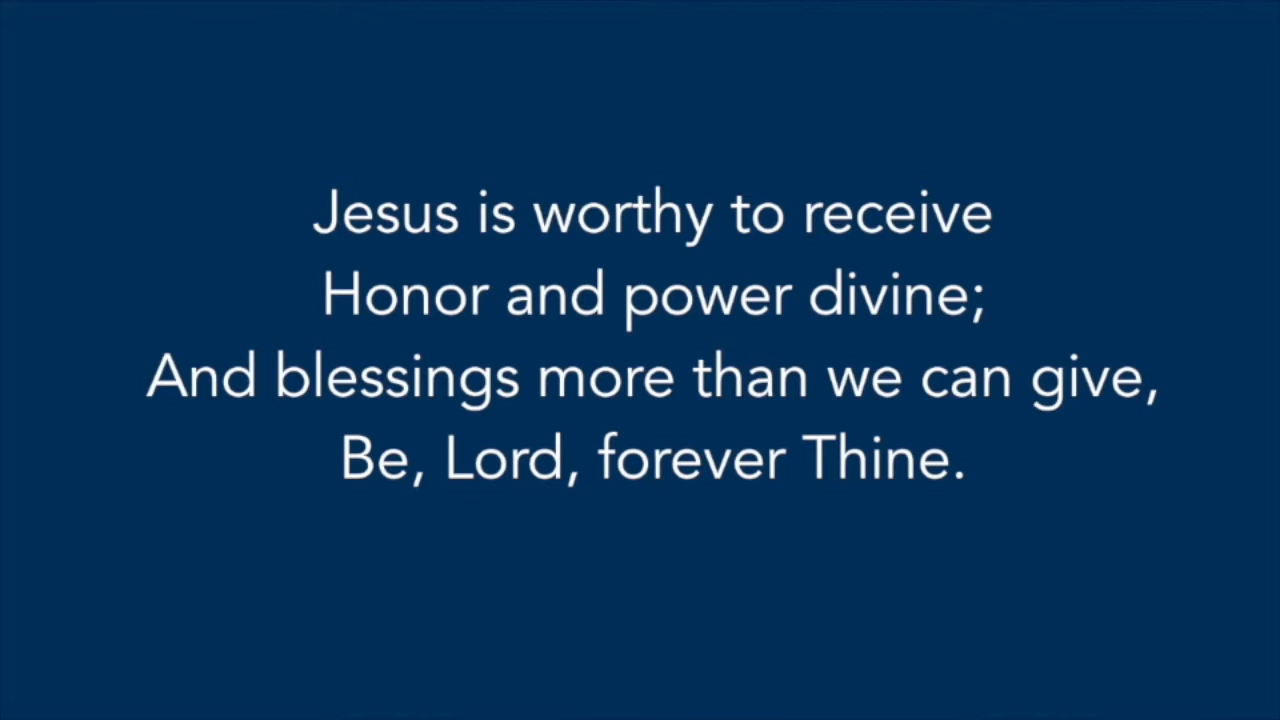 Jesus is worthy to receive
Honor and power divine;
And blessings more than we can give,
Be, Lord, forever Thine.